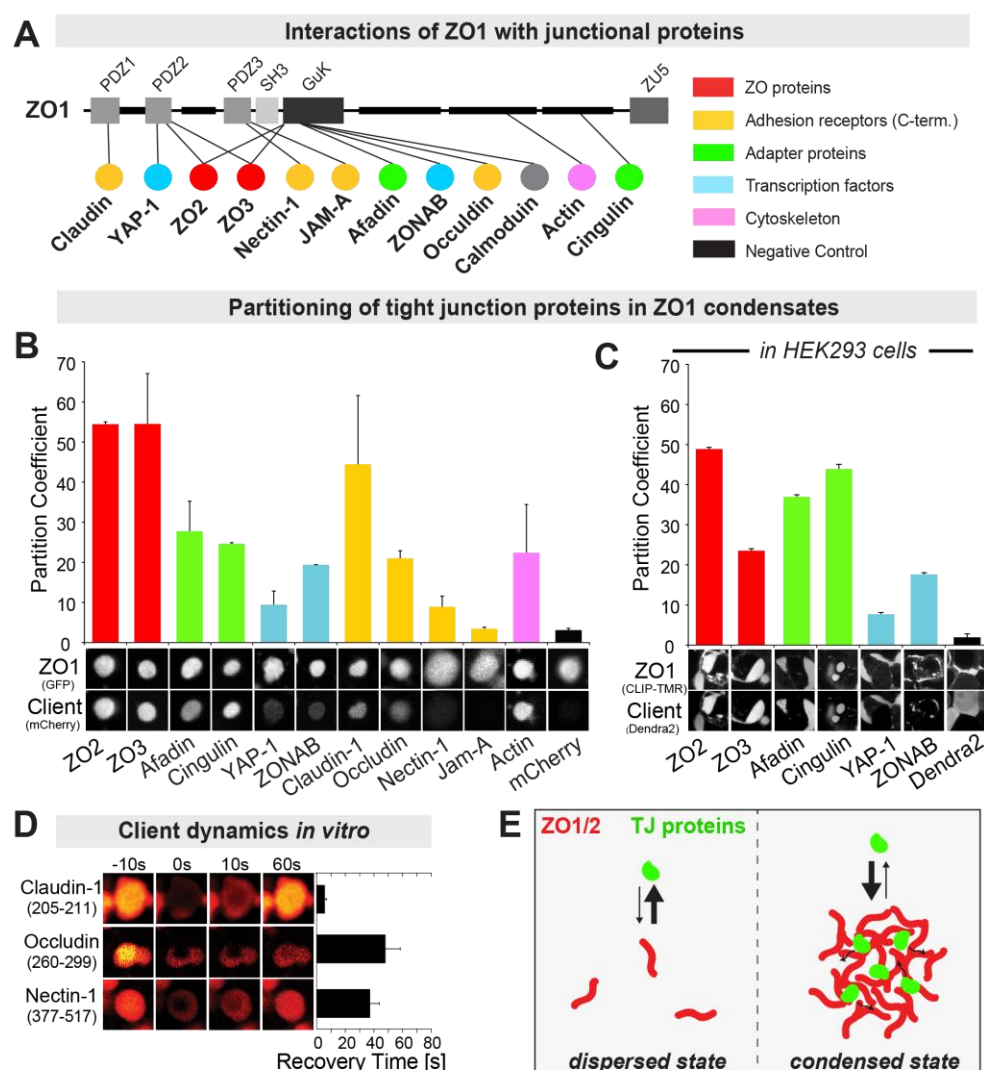 A
Interactions of ZO1 with junctional proteins
PDZ1
PDZ2
PDZ3
SH3
GuK
ZU5
ZO1
Claudin
YAP-1
ZO2
ZO3
Nectin-1
JAM-A
Afadin
ZONAB
Occuldin
Calmoduin
Actin
Cingulin
ZO proteins
Adhesion receptors (C-term.)
Adapter proteins
Transcription factors
Cytoskeleton
Negative Control
Partitioning of tight junction proteins in ZO1 condensates
B
Partition Coefficient
70
60
50
40
30
20
10
0
ZO1
(GFP)
Client
(mCherry)
ZO2
ZO3
Afadin
Cingulin
YAP-1
ZONAB
Claudin-1
Occludin
Nectin-1
Jam-A
Actin
mCherry
C
in HEK293 cells
Partition Coefficient
70
60
50
40
30
20
10
0
ZO1
(CLIP-TMR)
Client
(Dendra2)
ZO2
ZO3
Afadin
Cingulin
YAP-1
ZONAB
Dendra2
D
Client dynamics in vitro
-10s 0s 10s 60s
Claudin-1
(205-211)
Occludin
(260-299)
Nectin-1
(377-517)
0 20 40 60 80
Recovery Time [s]
E
ZO1/2 TJ proteins
dispersed state condensed state